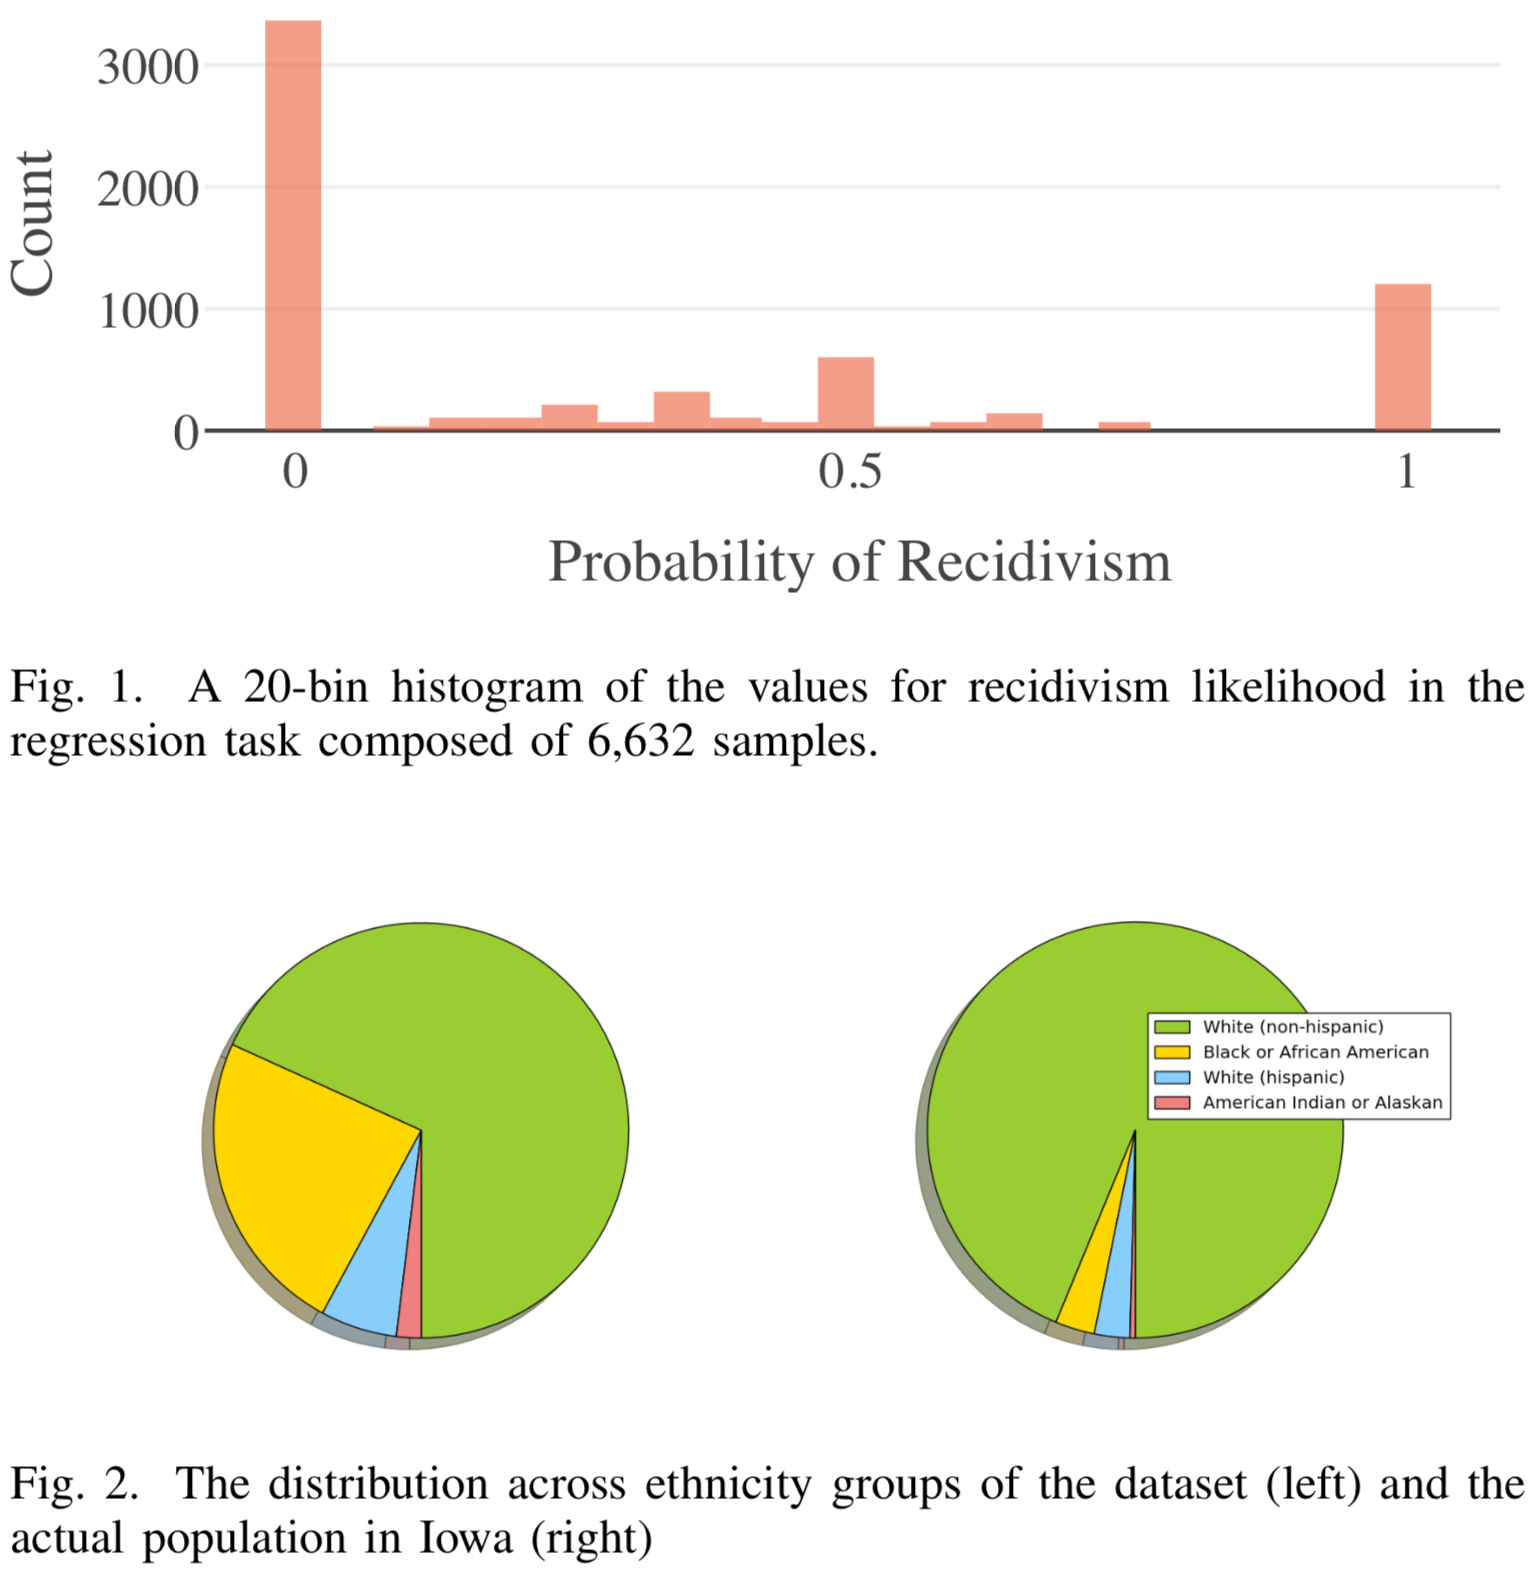 3000
2000
1000
0
Count
0 0.5 1
Probability of Recidivism
Fig. 1. A 20-bin histogram of the values for recidivism likelihood in the
regression task composed of 6,632 samples.
White (non-hispanic)
Black or African American
White (hispanic)
American Indian or Alaskan
Fig. 2. The distribution across ethnicity groups of the dataset (left) and the
actual population in Iowa (right)